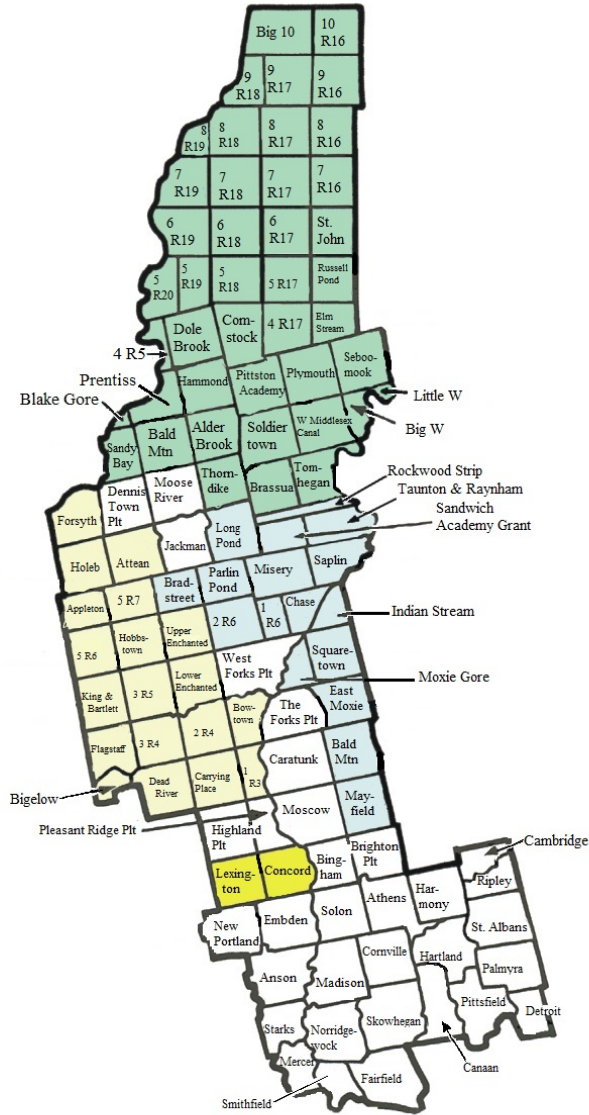 Big 10
10
R16
9
R18
9
R17
9
R16
8
R19
8
R18
8
R17
8
R16
7
R19
7
R18
7
R17
7
R16
6
R19
6
R18
6
R17
St.
John
5
R20
5
R19
5
R18
5 R17
Russell
Pond
Dole
Brook
Com-
stock
4 R17
Elm
Stream
4 R5
Prentiss
Hammond
Pittston
Academy
Plymouth
Seboo-
mook
Little W
Blake Gore
Big W
Sandy
Bay
Bald
Mtn
Alder
Brook
Soldier
town
W Middlesex
Canal
Thorn-
dike
Brassua
Tom-
hegan
Rockwood Strip
Taunton & Raynham
Sandwich
Academy Grant
Forsyth
Dennis
Town
Plt
Moose
River
Long
Pond
Jackman
Holeb
Attean
Brad-
street
Parlin
Pond
Misery
Saplin
Appleton
5 R7
2 R6
1
R6
Chase
Indian Stream
5 R6
Hobbs-
town
Upper
Enchanted
West
Forks Plt
Square-
town
Moxie Gore
King &
Bartlett
3 R5
Lower
Enchanted
Bow-
town
The
Forks Plt
East
Moxie
Flagstaff
3 R4
2 R4
Caratunk
Bald
Mtn
Bigelow
Dead
River
Carrying
Place
1
R3
Moscow
May-
field
Pleasant Ridge Plt
Highland
Plt
Bing-
ham
Brighton
Plt
Cambridge
Lexing-
ton
Concord
Ripley
New
Portland
Embden
Solon
Athens
Har-
mony
St. Albans
Anson
Madison
Cornville
Hartland
Palmyra
Starks
Norridge-
wock
Skowhegan
Pittsfield
Detroit
Mercer
Canaan
Smithfield
Fairfield